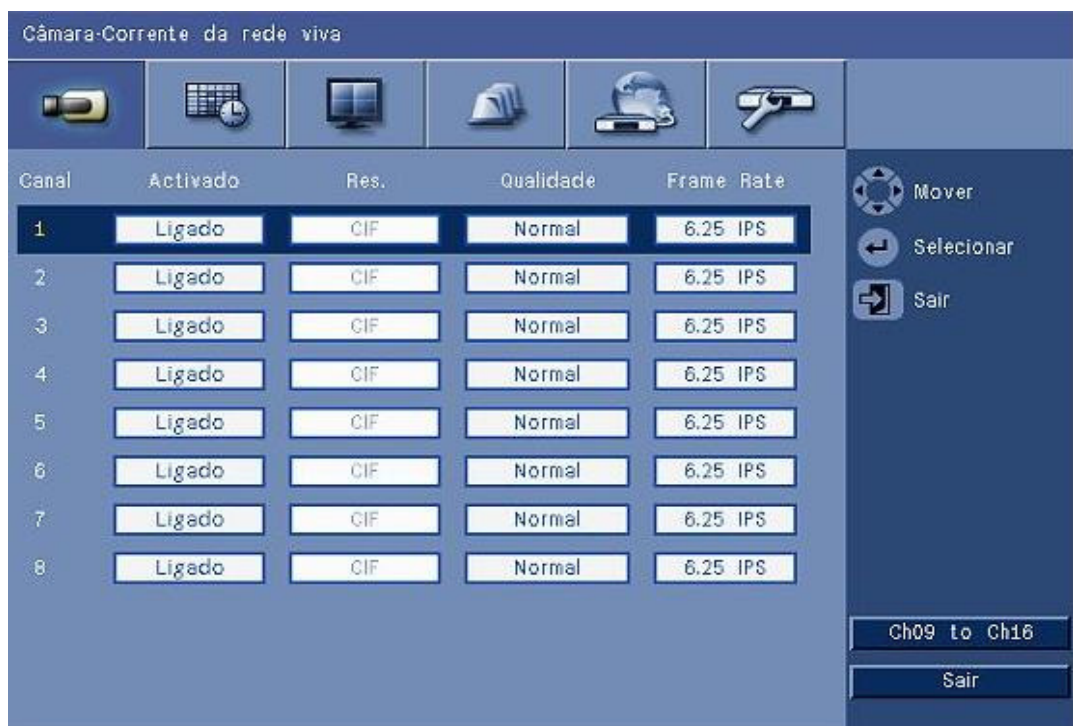 Câmara-Corrente da rede viva
Canal Activado Res. Qualidade Frame Rate
1 Ligado CIF Normal 6.25 IPS
2 Ligado CIF Normal 6.25 IPS
3 Ligado CIF Normal 6.25 IPS
4 Ligado CIF Normal 6.25 IPS
5 Ligado CIF Normal 6.25 IPS
6 Ligado CIF Normal 6.25 IPS
7 Ligado CIF Normal 6.25 IPS
8 Ligado CIF Normal 6.25 IPS
Mover
Selecionar
Sair
Ch09 to Ch16
Sair